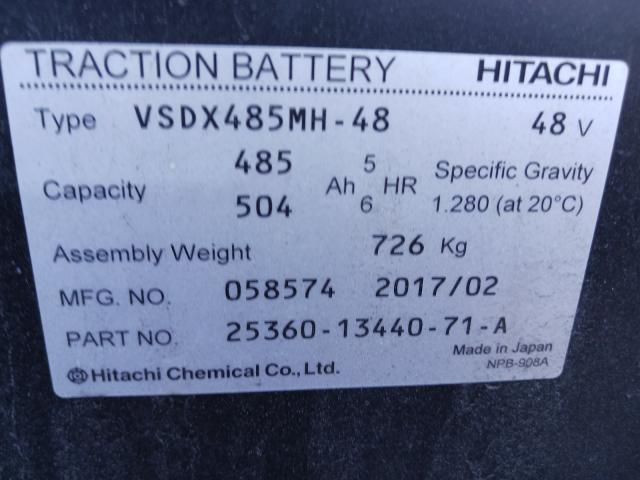 TRACTION BATTERY HITACHI
Type VSDX485MH-48 48 V
Capacity 485 Ah 5 HR Specific Gravity
504 6 1.280 (at 20°C)
Assembly Weight 726 Kg
MFG. NO. 058574 2017/02
PART NO. 25360-13440-71-A
Made in Japan
Hitachi Chemical Co., Ltd. NPB-908A